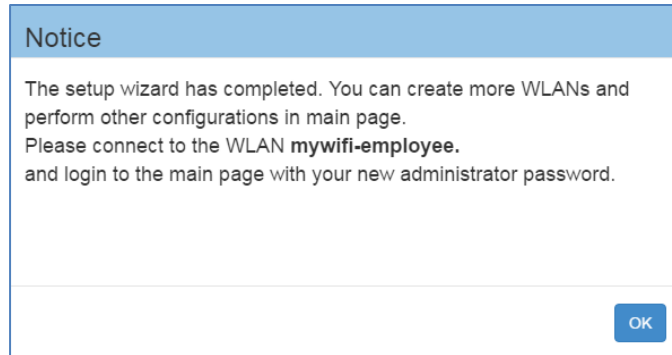 Notice
The setup wizard has completed. You can create more WLANs and
perform other configurations in main page.
Please connect to the WLAN mywifi-employee.
and login to the main page with your new administrator password.
OK